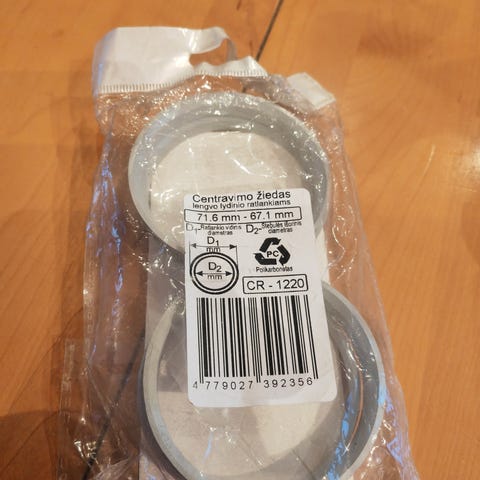 Centravimo žiedas
lengvo lydinio ratlankiams
71.6 mm - 67.1 mm
D1-Ratlankio vidinis diametras
D2-Stebulės išorinis diametras
D1
mm
D2
mm
PC
Polikarbonatas
CR - 1220
4 779027 392356